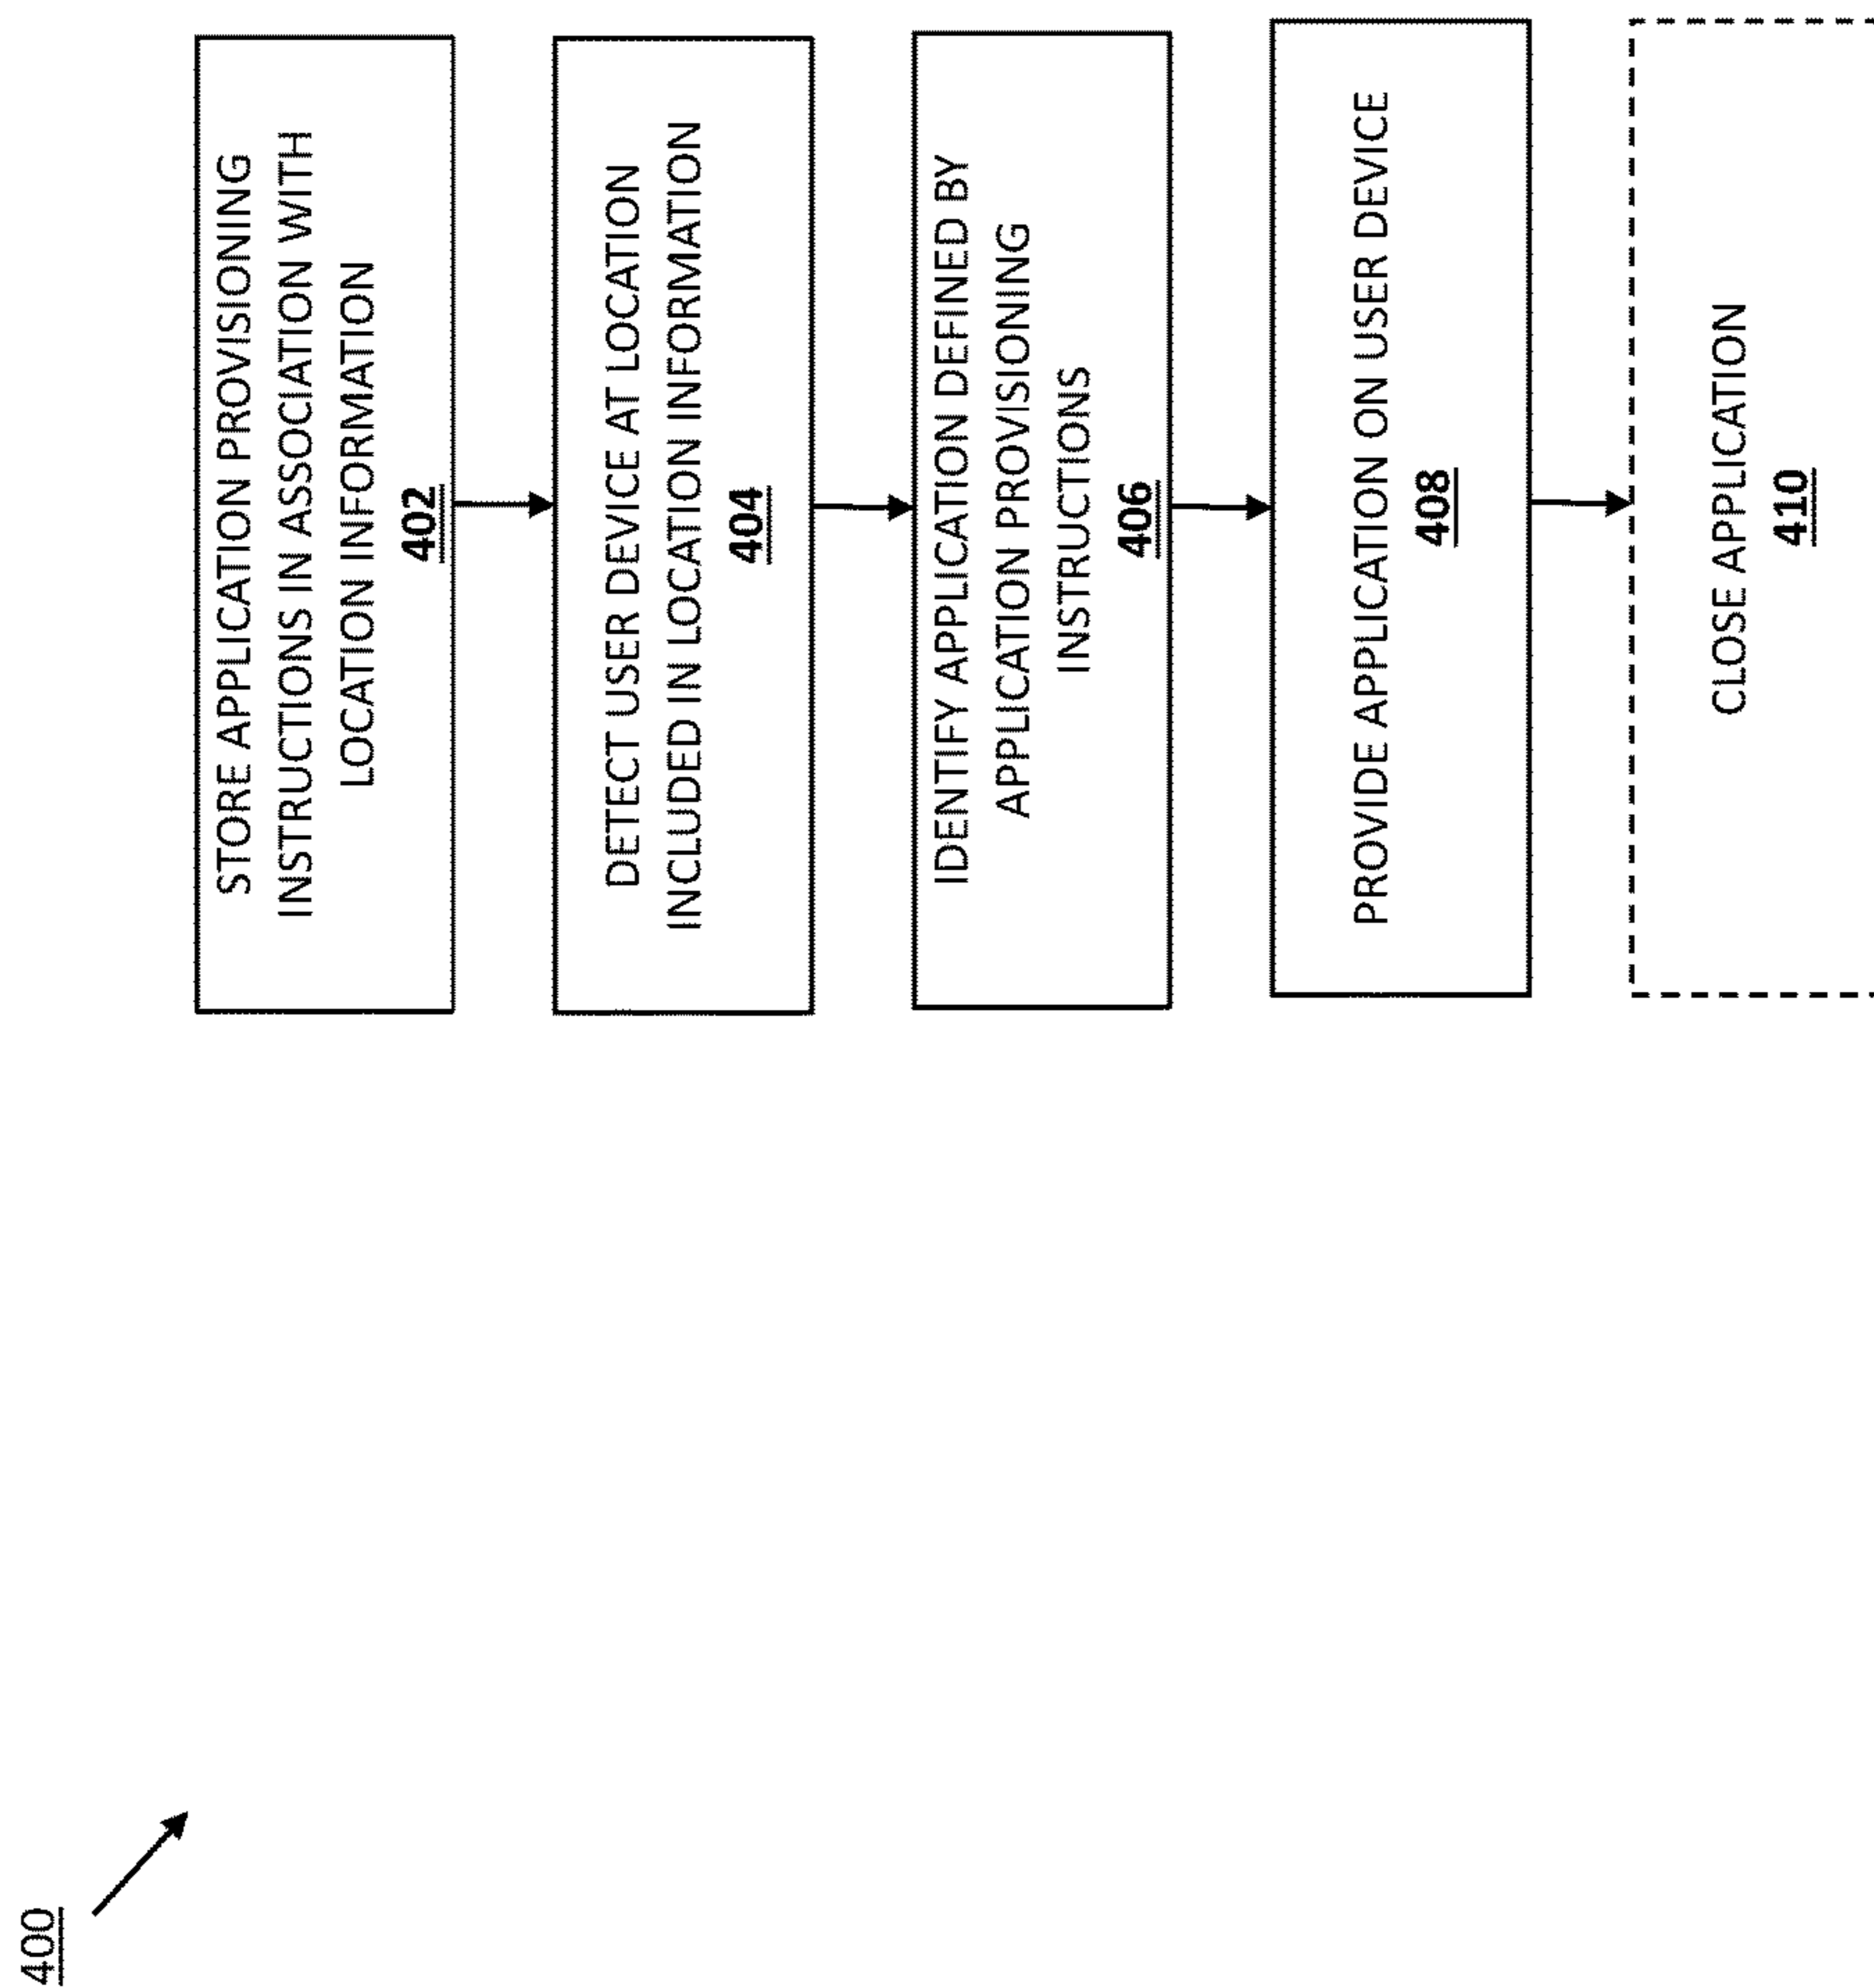 400
STORE APPLICATION PROVISIONING
INSTRUCTIONS IN ASSOCIATION WITH
LOCATION INFORMATION
402
DETECT USER DEVICE AT LOCATION
INCLUDED IN LOCATION INFORMATION
404
IDENTIFY APPLICATION DEFINED BY
APPLICATION PROVISIONING
INSTRUCTIONS
406
PROVIDE APPLICATION ON USER DEVICE
408
CLOSE APPLICATION
410